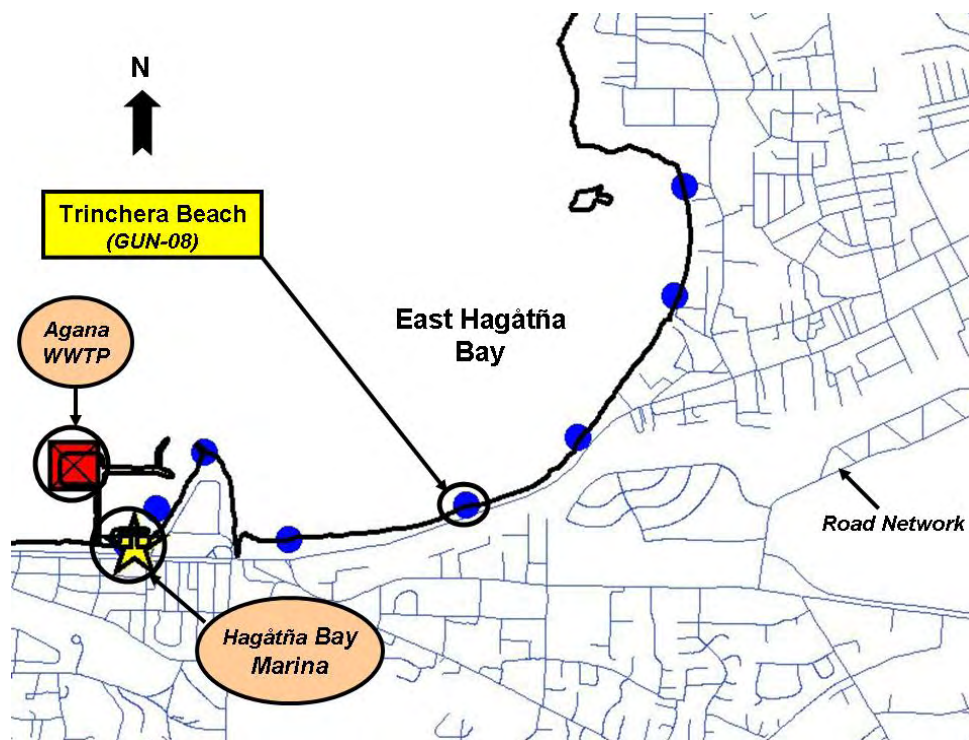 N
Trinchera Beach
(GUN-08)
East Hagåtña
Bay
Agana
WWTP
Road Network
Hagåtña Bay
Marina